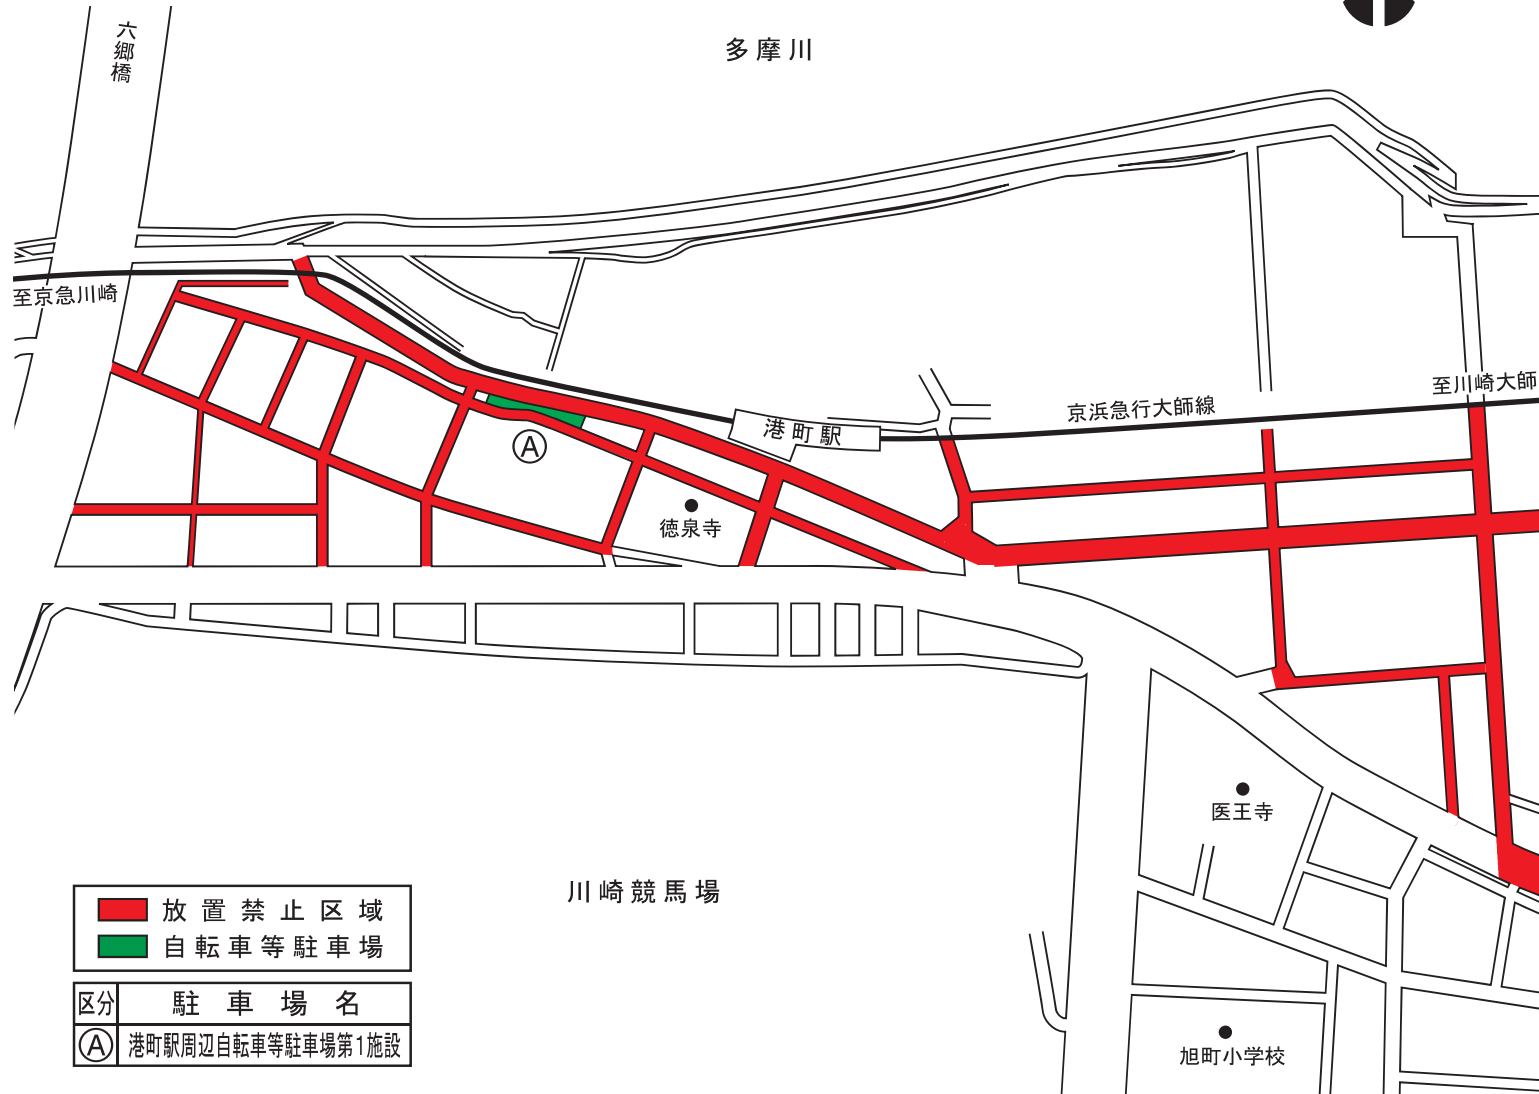 六郷橋
多摩川
至京急川崎
至川崎大師
京浜急行大師線
港町駅
A
徳泉寺
医王寺
川崎競馬場
放置禁止区域
自転車等駐車場
区分 駐車場名
A 港町駅周辺自転車等駐車場第1施設
旭町小学校